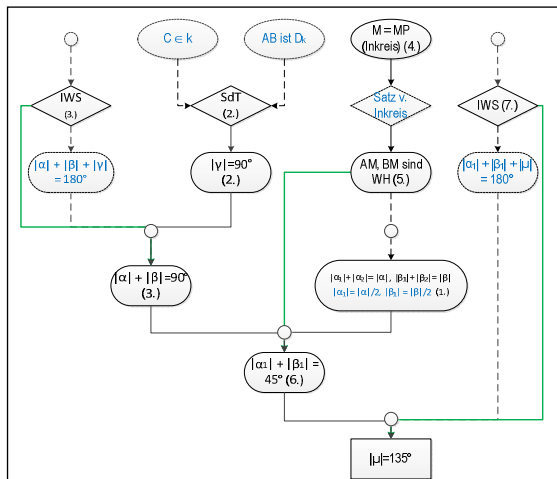 C ∈ k
AB ist Dk
M = MP
(Inkreis) (4.)
IWS
(3.)
SdT
(2.)
Satz v.
Inkreis
IWS (7.)
|α| + |β| + |γ|
= 180°
|γ|=90°
(2.)
AM, BM sind
WH (5.)
|α₁|+|β₁|+|μ|
= 180°
|α| + |β|=90°
(3.)
|α₁|+|α₂|=|α|, |β₁|+|β₂|=|β|
|α₁|=|α|/2, |β₁|=|β|/2 (1.)
|α₁| + |β₁| =
45° (6.)
|μ|=135°